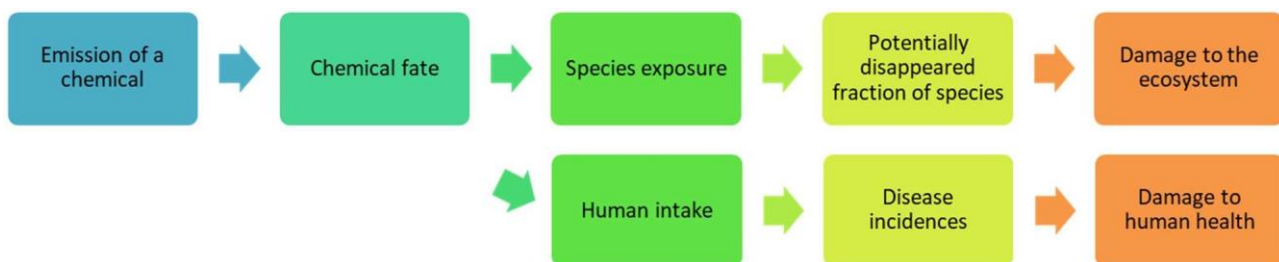 Emission of a
chemical
Chemical fate
Species exposure
Potentially
disappeared
fraction of species
Damage to the
ecosystem
Human intake
Disease
incidences
Damage to
human health